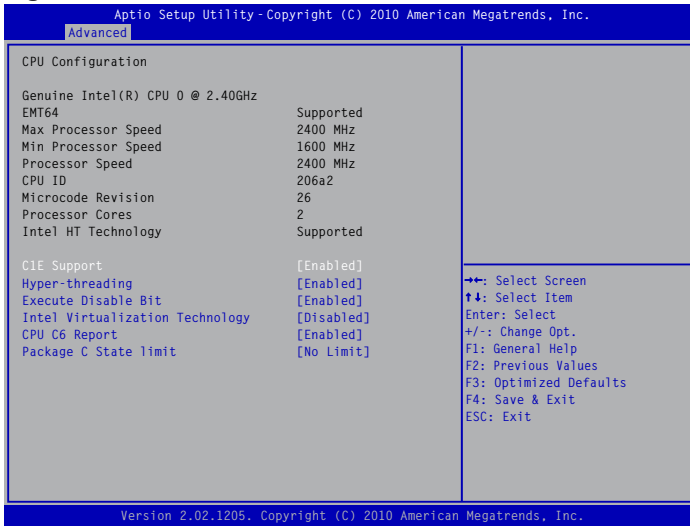 Aptio Setup Utility - Copyright (C) 2010 American Megatrends, Inc.
Advanced
CPU Configuration
Genuine Intel(R) CPU 0 @ 2.40GHz
EMT64 Supported
Max Processor Speed 2400 MHz
Min Processor Speed 1600 MHz
Processor Speed 2400 MHz
CPU ID 206a2
Microcode Revision 26
Processor Cores 2
Intel HT Technology Supported
C1E Support [Enabled]
Hyper-threading [Enabled]
Execute Disable Bit [Enabled]
Intel Virtualization Technology [Disabled]
CPU C6 Report [Enabled]
Package C State limit [No Limit]
→←: Select Screen
↑↓: Select Item
Enter: Select
+/-: Change Opt.
F1: General Help
F2: Previous Values
F3: Optimized Defaults
F4: Save & Exit
ESC: Exit
Version 2.02.1205. Copyright (C) 2010 American Megatrends, Inc.